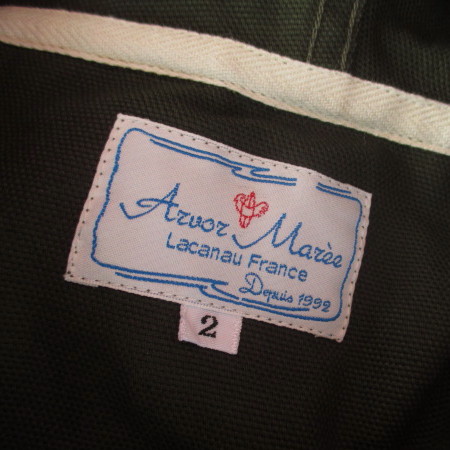 Arvor Marèe
Lacanau France
Depuis 1992
2